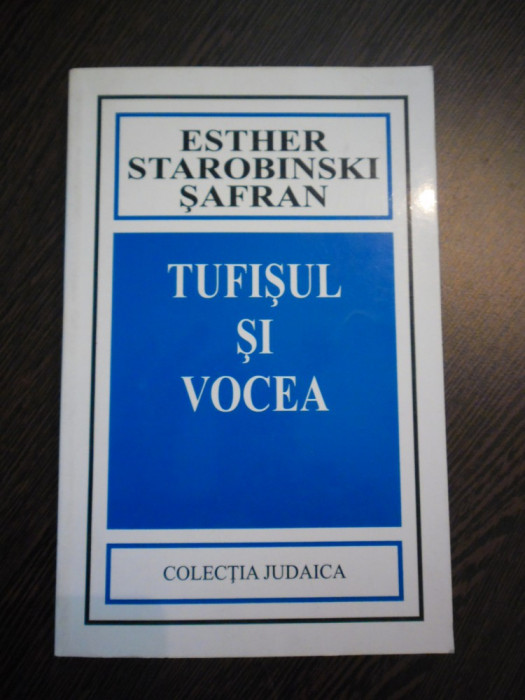 ESTHER
STAROBINSKI
ŞAFRAN
TUFIŞUL
ŞI
VOCEA
COLECŢIA JUDAICA